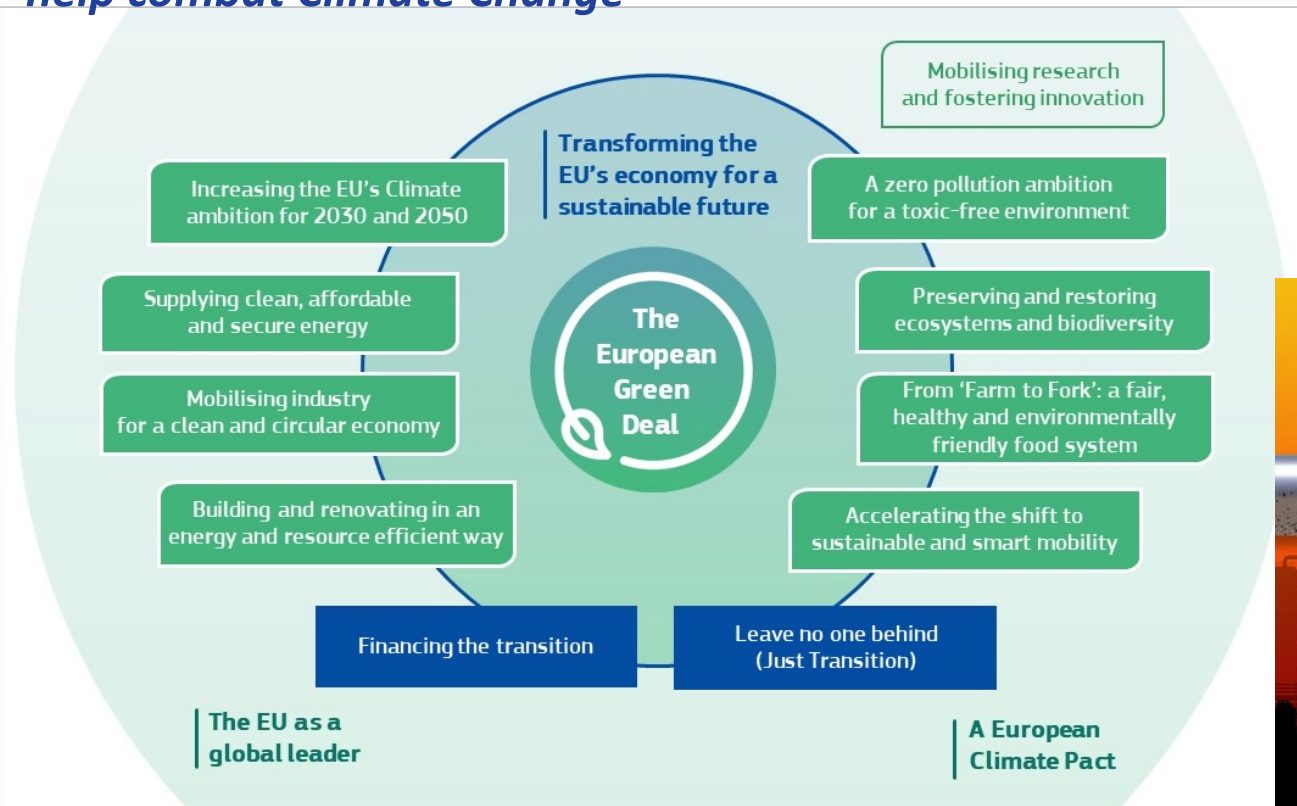 help combat Climate Change
Mobilising research
and fostering innovation
Transforming the
EU's economy for a
sustainable future
Increasing the EU's Climate
ambition for 2030 and 2050
A zero pollution ambition
for a toxic-free environment
Supplying clean, affordable
and secure energy
Preserving and restoring
ecosystems and biodiversity
The
European
Green
Deal
Mobilising industry
for a clean and circular economy
From ‘Farm to Fork’: a fair,
healthy and environmentally
friendly food system
Building and renovating in an
energy and resource efficient way
Accelerating the shift to
sustainable and smart mobility
Financing the transition
Leave no one behind
(Just Transition)
The EU as a
global leader
A European
Climate Pact